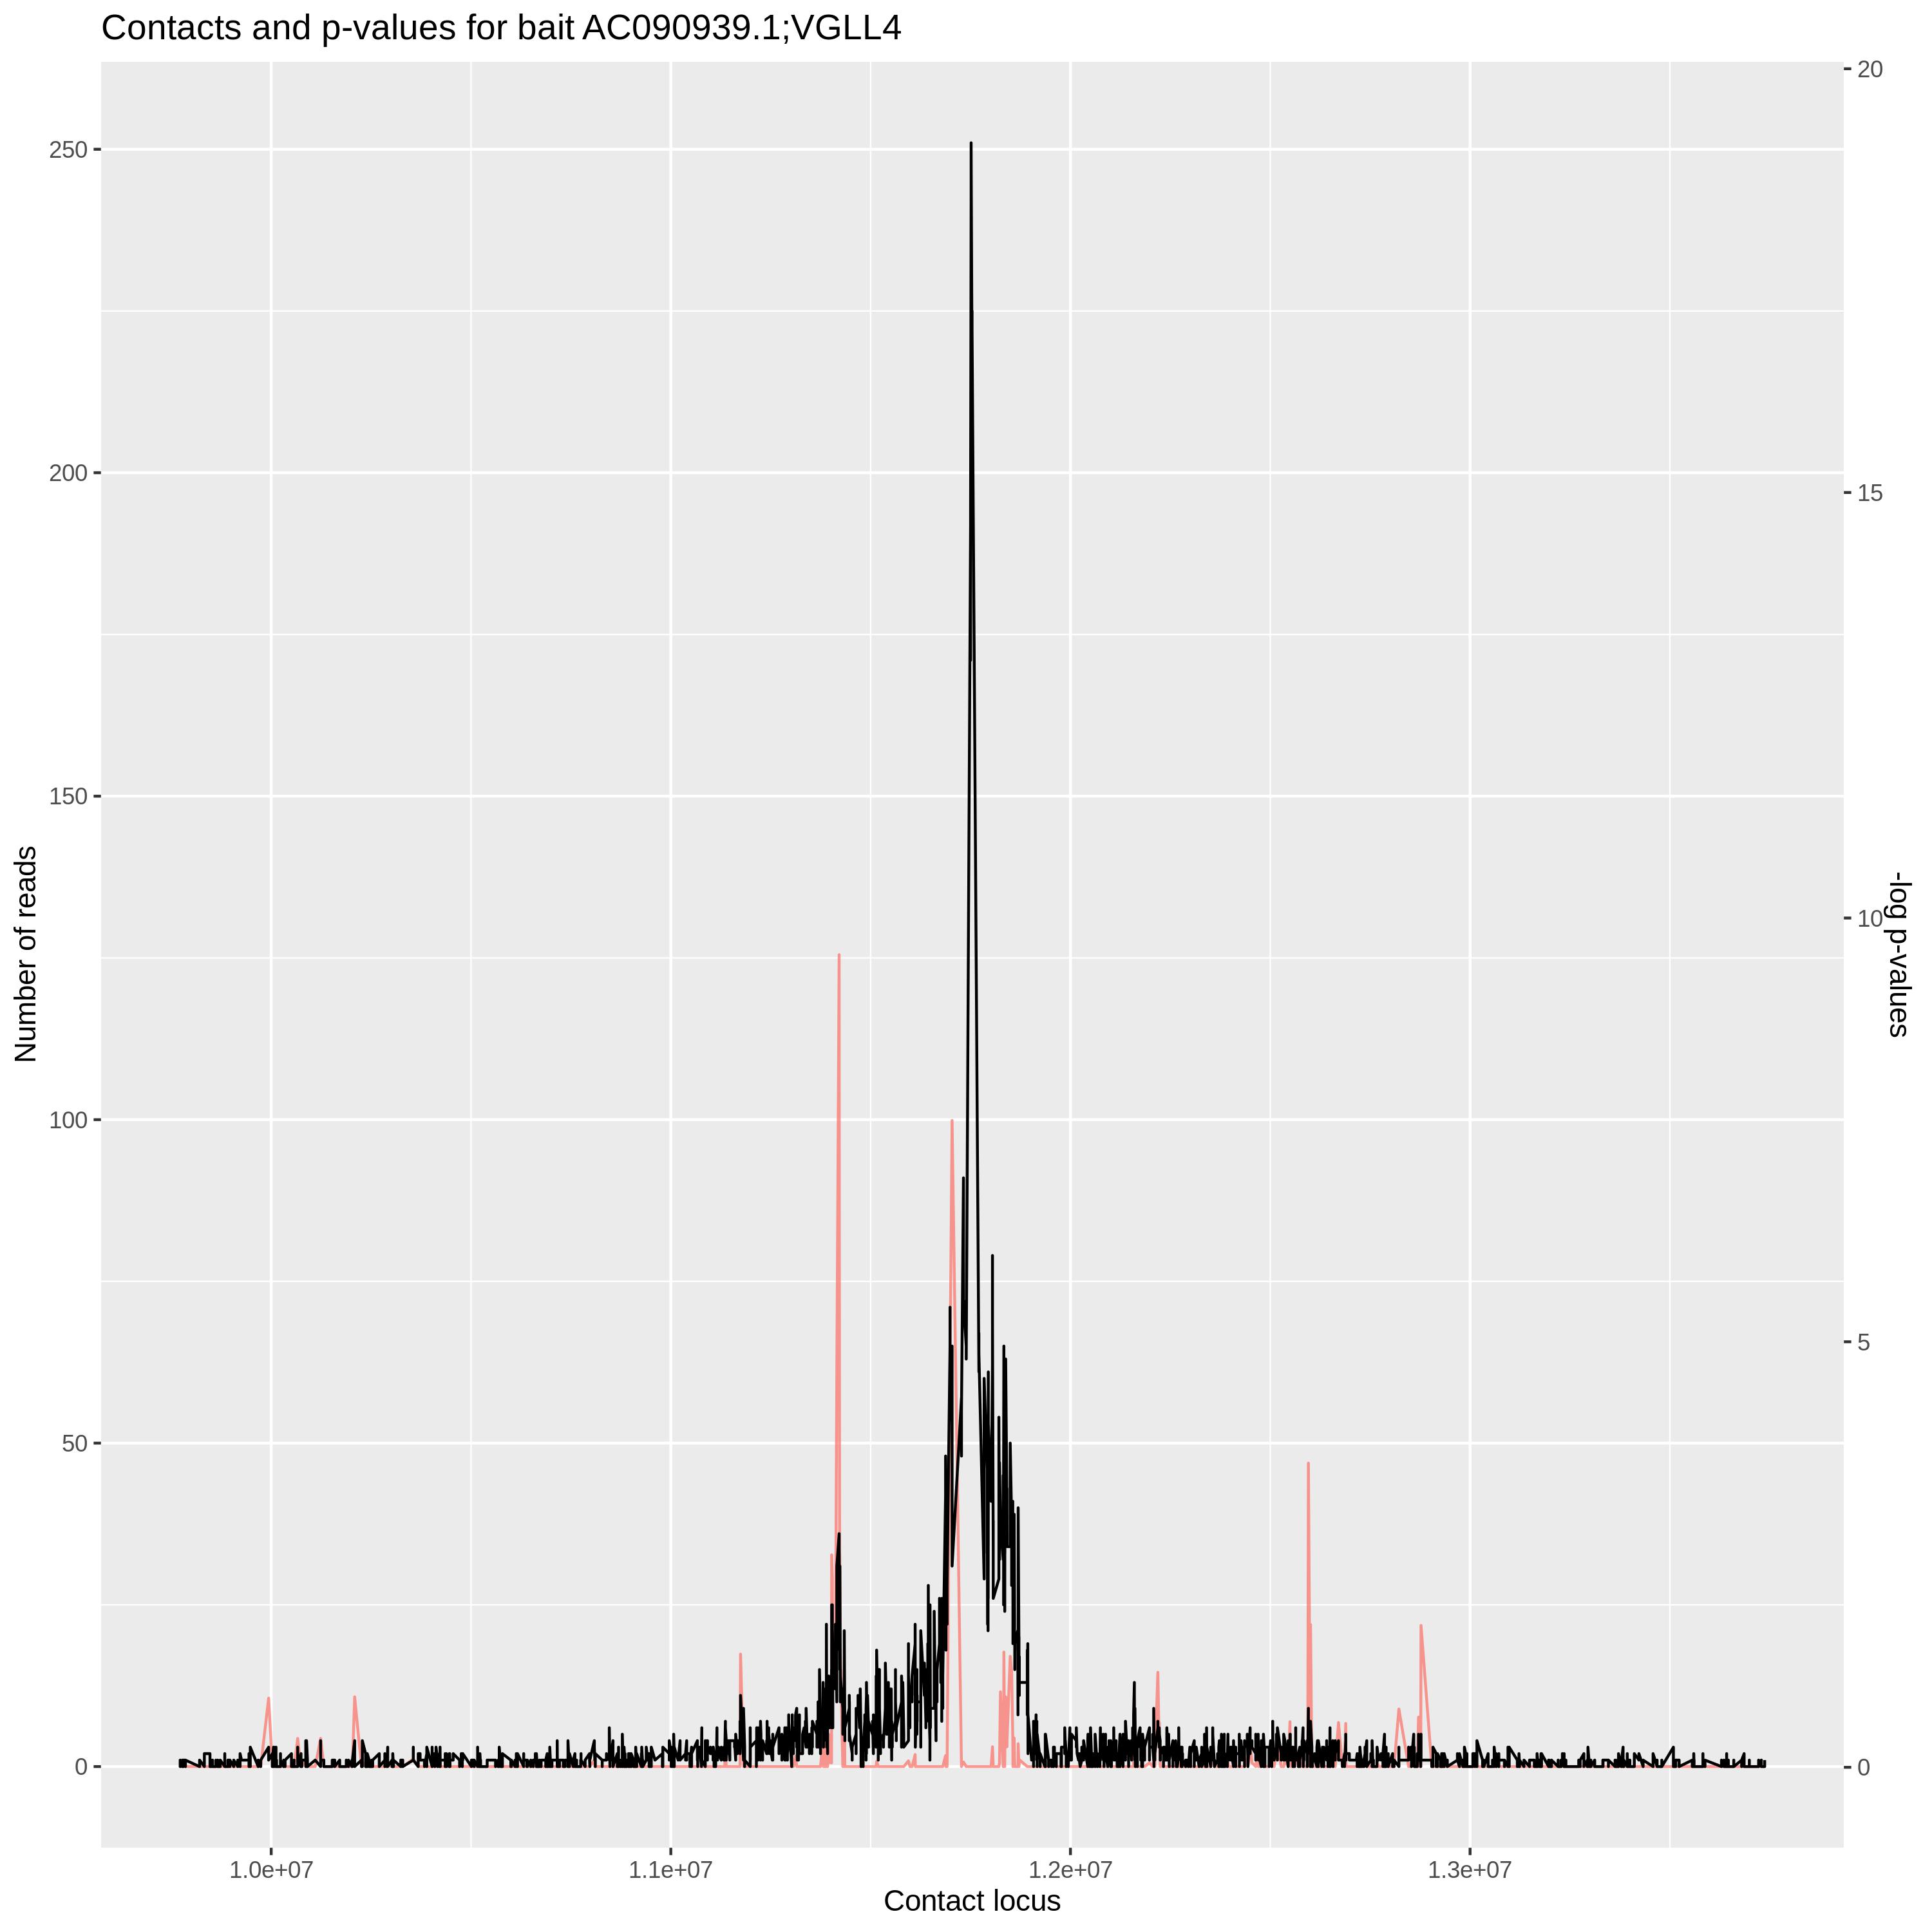 Contacts and p-values for bait AC090939.1;VGLL4
250
200
150
100
50
0
20
15
10
5
0
Number of reads
-log p-values
1.0e+07
1.1e+07
1.2e+07
1.3e+07
Contact locus